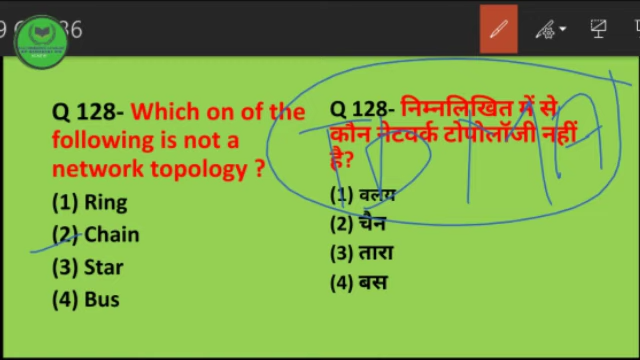 Q 128- Which on of the
following is not a
network topology ?
(1) Ring
(2) Chain
(3) Star
(4) Bus
Q 128- निम्नलिखित में से
कौन नेटवर्क टोपोलॉजी नहीं
है?
(1) वलय
(2) चैन
(3) तारा
(4) बस
TDMA